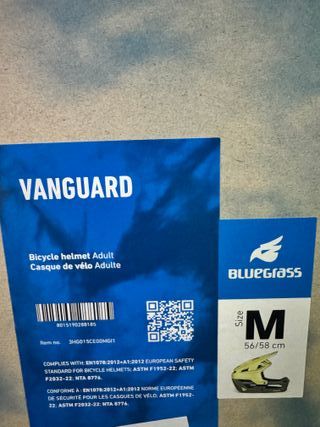 VANGUARD
Bicycle helmet Adult
Casque de vélo Adulte
8015190288185
Item no. 3HG015CE00MGI1
COMPLIES WITH: EN1078:2012+A1:2012 EUROPEAN SAFETY
STANDARD FOR BICYCLE HELMETS; ASTM F1952-22; ASTM
F2032-22; NTA 8776.
CONFORME À : EN1078:2012+A1:2012 NORME EUROPÉENNE
DE SÉCURITÉ POUR LES CASQUES DE VÉLO. ASTM F1952-
22; ASTM F2032-22; NTA 8776.
BLUEGRASS
Size
M
56/58 cm